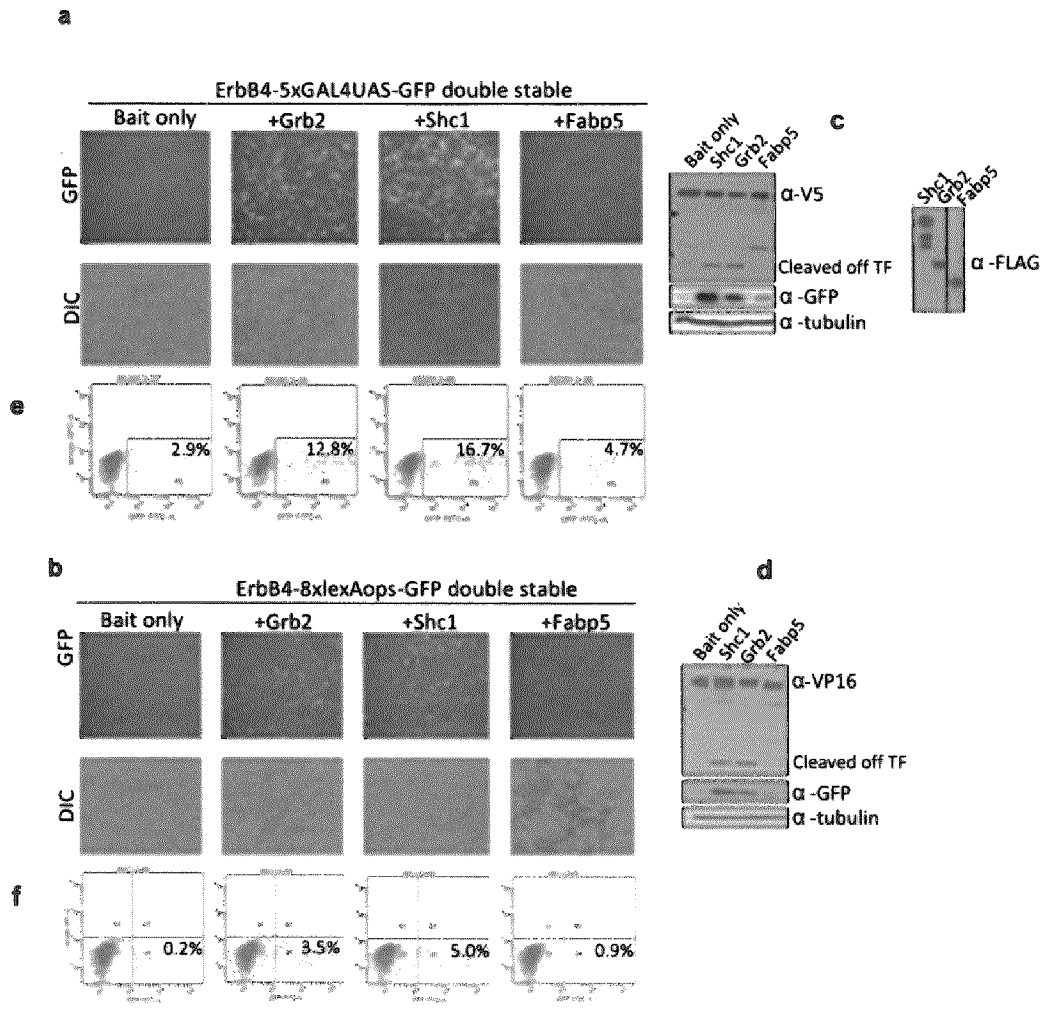 a
ErbB4-5xGAL4UAS-GFP double stable
Bait only +Grb2 +Shc1 +Fabp5
GFP
DIC
e
2.9% 12.8% 16.7% 4.7%
c
Bait only Shc1 Grb2 Fabp5
α-V5
Cleaved off TF
α-GFP
α-tubulin
Shc1 Grb2 Fabp5
α-FLAG
b
ErbB4-8xlexAops-GFP double stable
Bait only +Grb2 +Shc1 +Fabp5
GFP
DIC
f
0.2% 3.5% 5.0% 0.9%
d
Bait only Shc1 Grb2 Fabp5
α-VP16
Cleaved off TF
α-GFP
α-tubulin